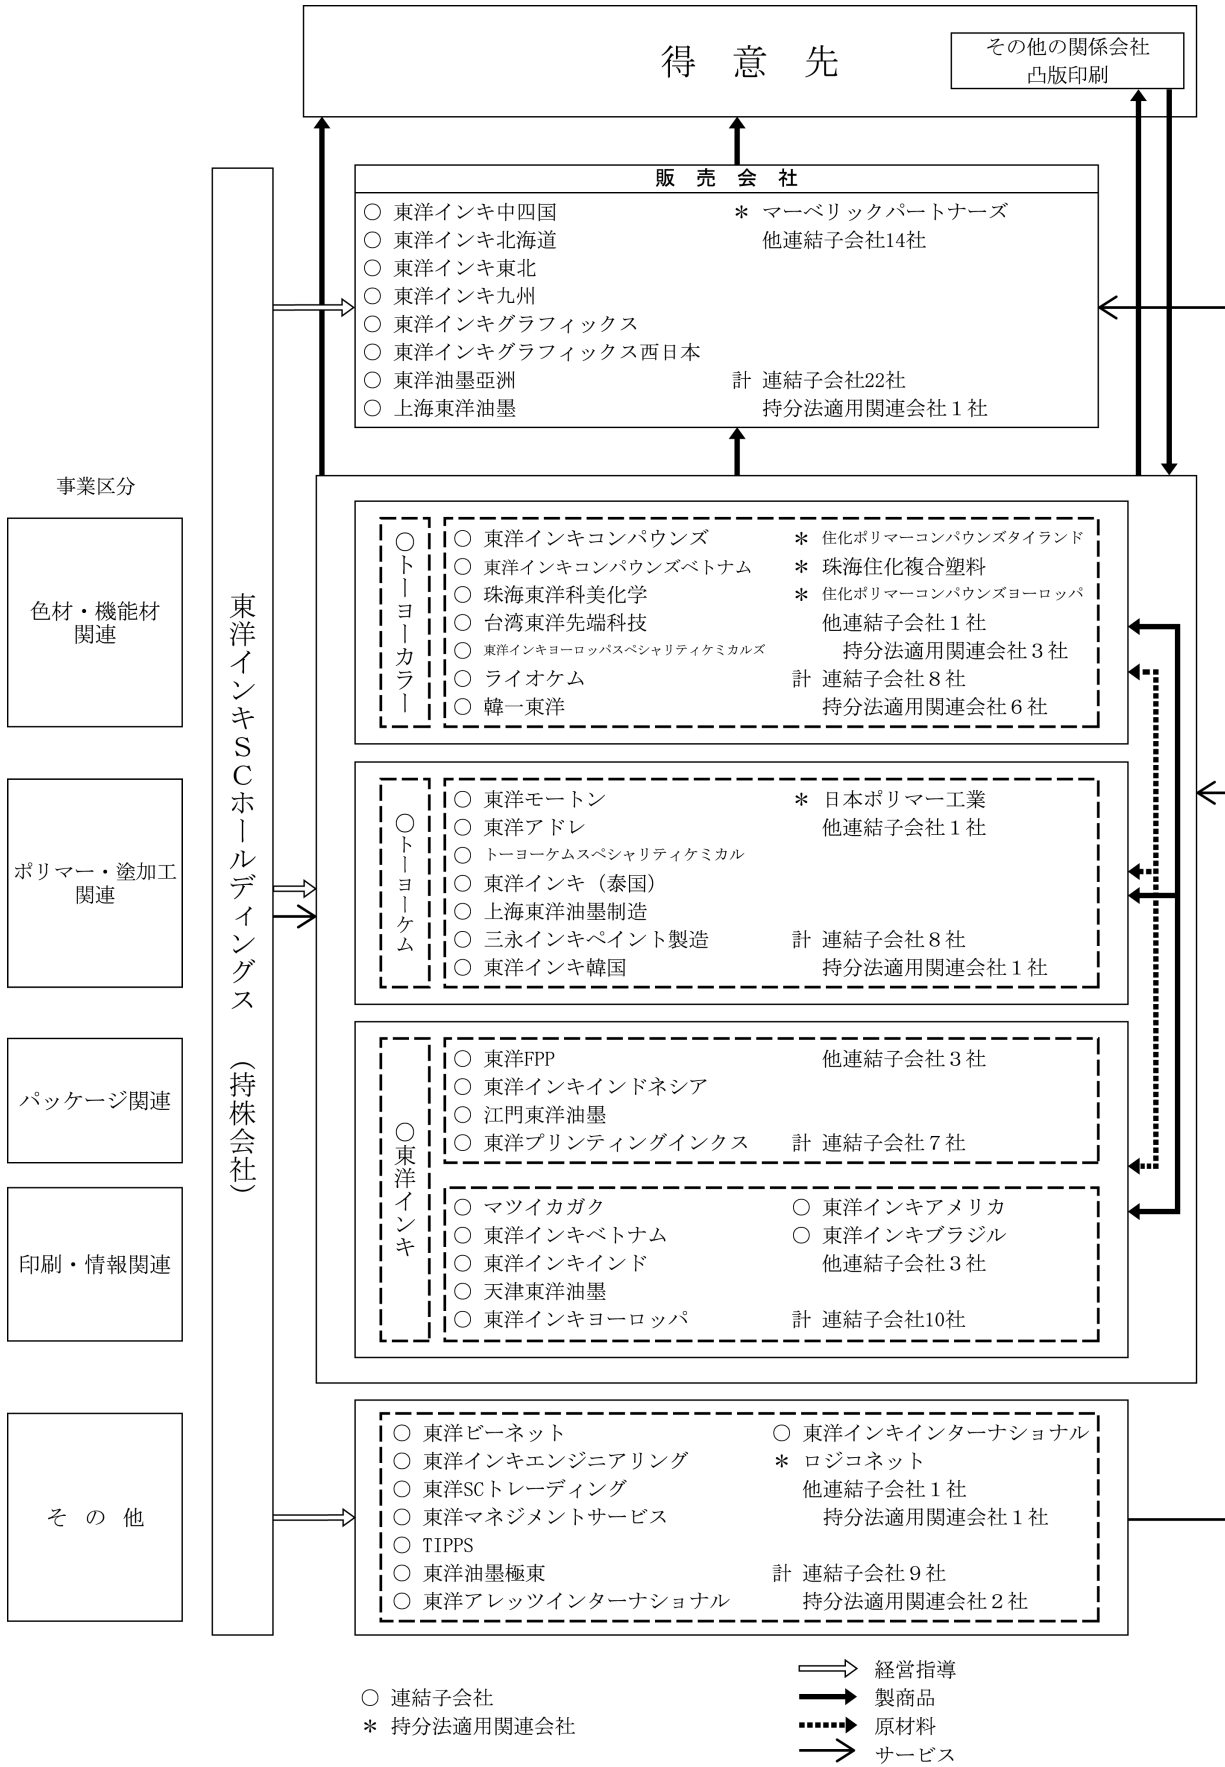 得意先
その他の関係会社
凸版印刷
販売会社
○ 東洋インキ中四国
○ 東洋インキ北海道
○ 東洋インキ東北
○ 東洋インキ九州
○ 東洋インキグラフィックス
○ 東洋インキグラフィックス西日本
○ 東洋油墨亞洲
○ 上海東洋油墨
＊ マーベリックパートナーズ
他連結子会社14社
計 連結子会社22社
持分法適用関連会社１社
事業区分
東洋インキＳＣホールディングス（持株会社）
色材・機能材
関連
○トーヨーカラー
○ 東洋インキコンパウンズ
○ 東洋インキコンパウンズベトナム
○ 珠海東洋科美化学
○ 台湾東洋先端科技
○ 東洋インキヨーロッパスペシャリティケミカルズ
○ ライオケム
○ 韓一東洋
＊ 住化ポリマーコンパウンズタイランド
＊ 珠海住化複合塑料
＊ 住化ポリマーコンパウンズヨーロッパ
他連結子会社１社
持分法適用関連会社３社
計 連結子会社８社
持分法適用関連会社６社
ポリマー・塗加工
関連
○トーヨーケム
○ 東洋モートン
○ 東洋アドレ
○ トーヨーケムスペシャリティケミカル
○ 東洋インキ（泰国）
○ 上海東洋油墨制造
○ 三永インキペイント製造
○ 東洋インキ韓国
＊ 日本ポリマー工業
他連結子会社１社
計 連結子会社８社
持分法適用関連会社１社
パッケージ関連
○東洋インキ
○ 東洋FPP
○ 東洋インキインドネシア
○ 江門東洋油墨
○ 東洋プリンティングインクス
他連結子会社３社
計 連結子会社７社
印刷・情報関連
○ マツイカガク
○ 東洋インキベトナム
○ 東洋インキインド
○ 天津東洋油墨
○ 東洋インキヨーロッパ
○ 東洋インキアメリカ
○ 東洋インキブラジル
他連結子会社３社
計 連結子会社10社
その他
○ 東洋ビーネット
○ 東洋インキエンジニアリング
○ 東洋SCトレーディング
○ 東洋マネジメントサービス
○ TIPPS
○ 東洋油墨極東
○ 東洋アレッツインターナショナル
○ 東洋インキインターナショナル
＊ ロジコネット
他連結子会社１社
持分法適用関連会社１社
計 連結子会社９社
持分法適用関連会社２社
○ 連結子会社
＊ 持分法適用関連会社
経営指導
製商品
原材料
サービス